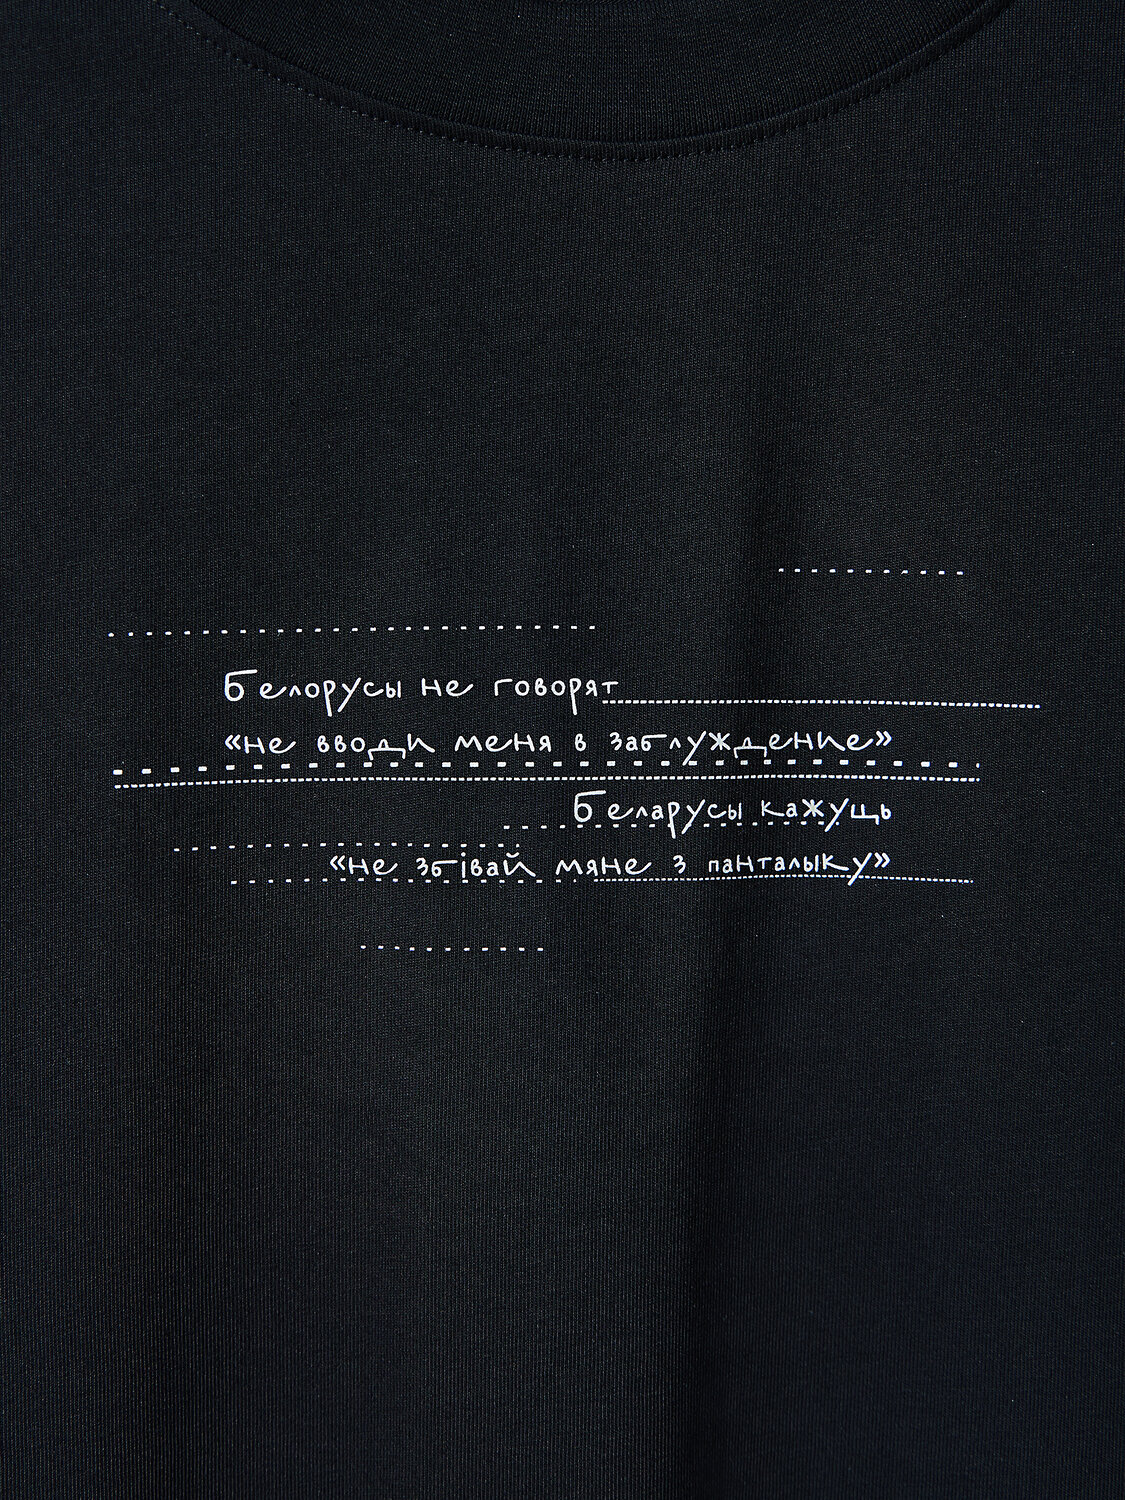 Белорусы не говорят
«не вводи меня в заблуждение»
Беларусы кажуць
«не збівай мяне з панталыку»